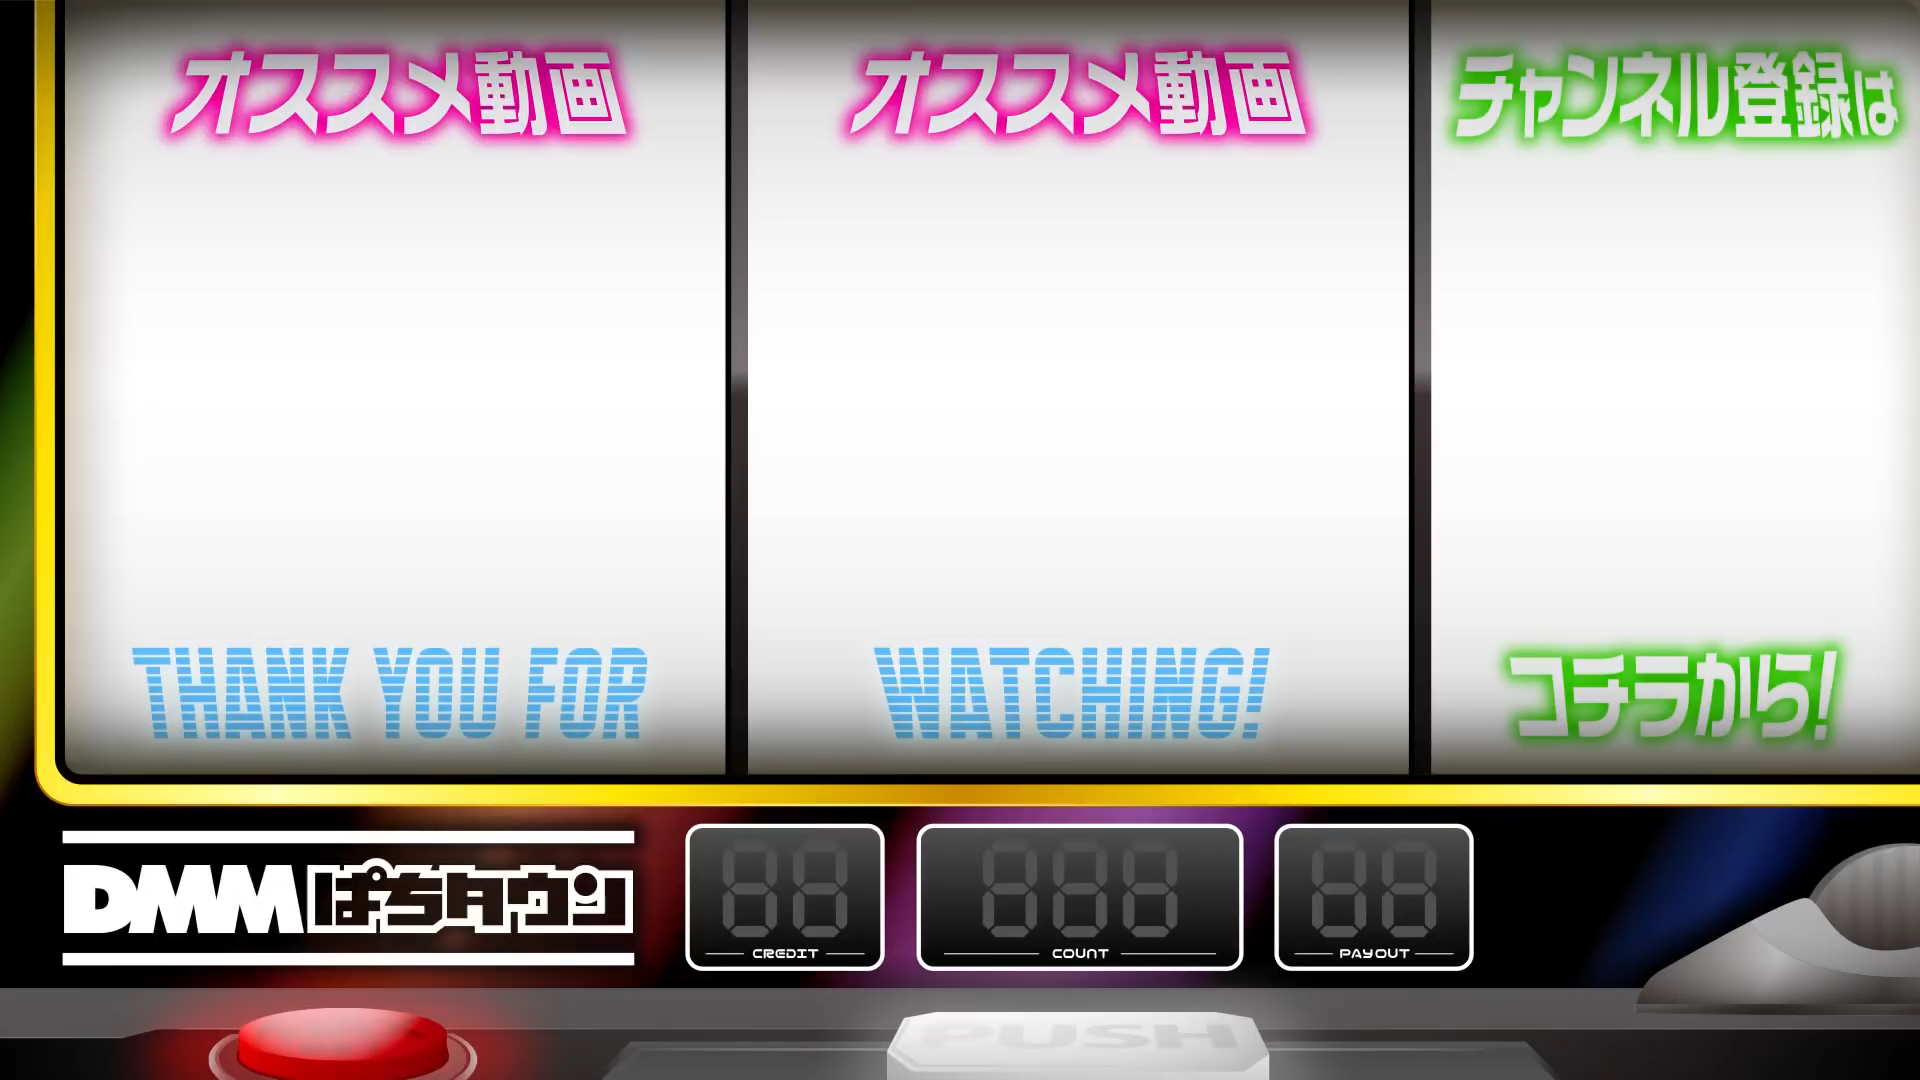 オススメ動画
オススメ動画
チャンネル登録は
THANK YOU FOR
WATCHING!
コチラから!
DMMぱちタウン
CREDIT
COUNT
PAYOUT
PUSH